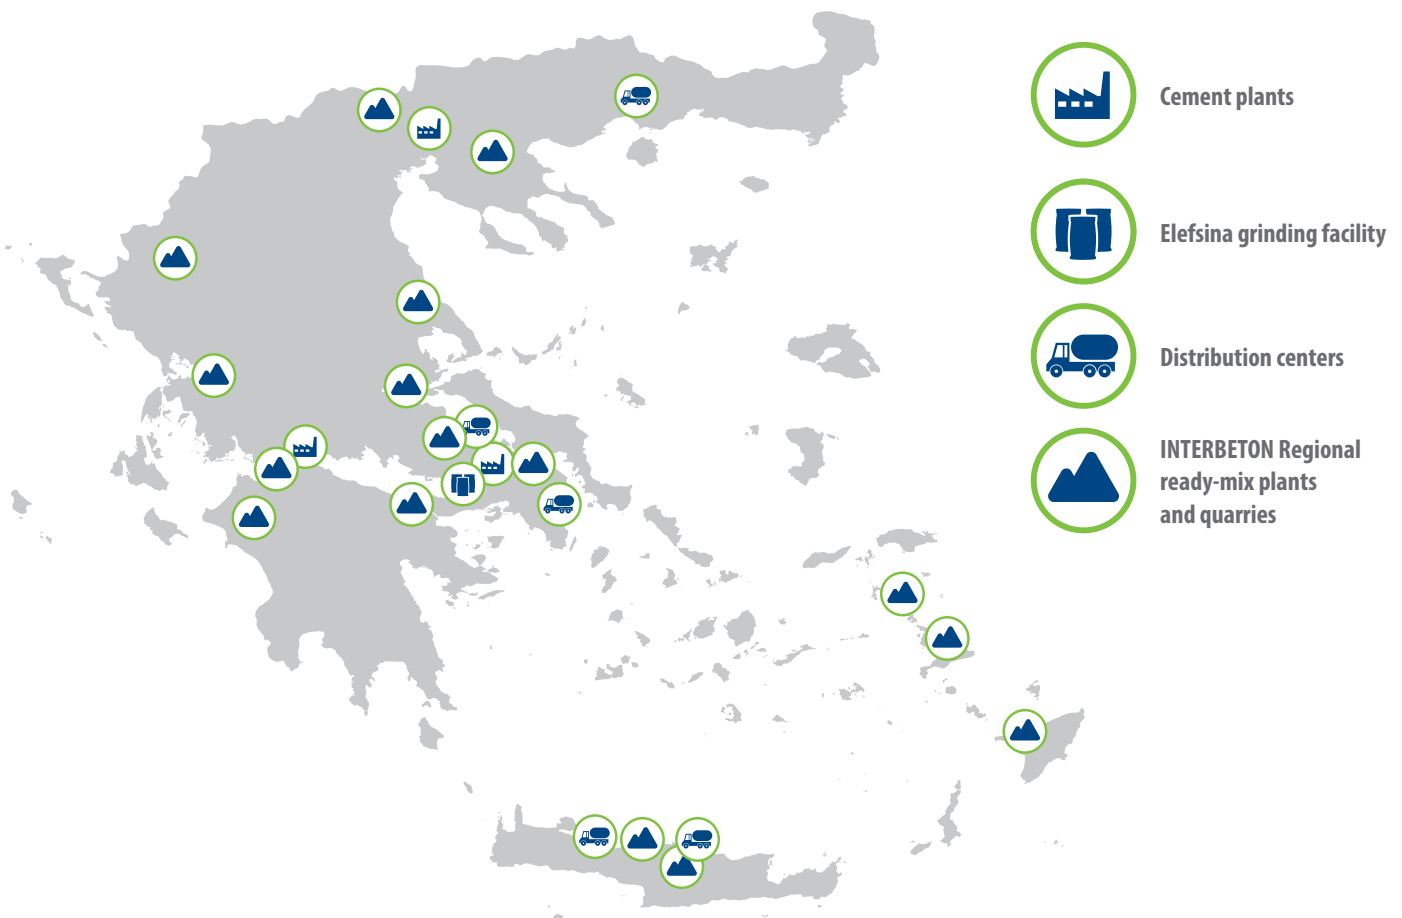 Cement plants
Elefsina grinding facility
Distribution centers
INTERBETON Regional
ready-mix plants
and quarries